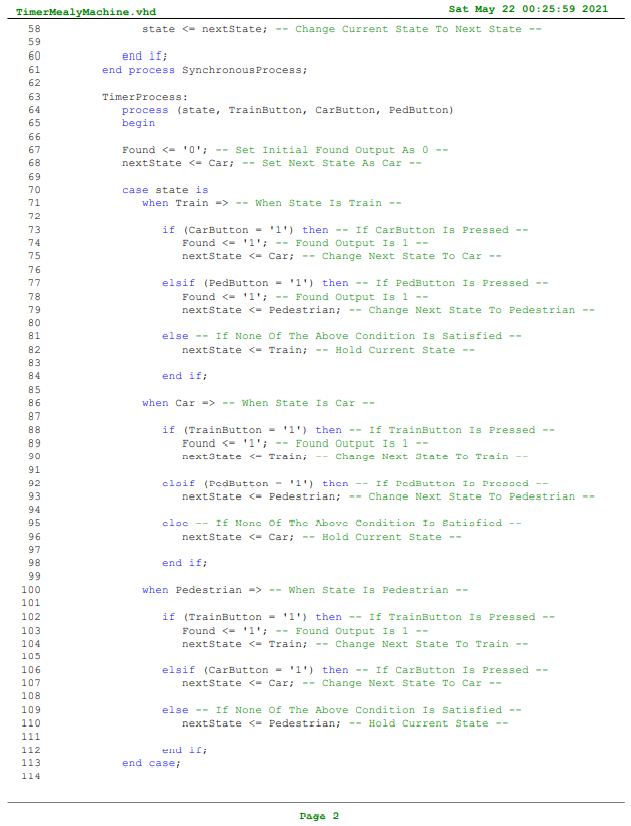 TimerMealyMachine.vhd
Sat May 22 00:25:59 2021
58 state <= nextState; -- Change Current State To Next State --
59
60 end if;
61 end process SynchronousProcess;
62
63 TimerProcess:
64 process (state, TrainButton, CarButton, PedButton)
65 begin
66
67 Found <= '0'; -- Set Initial Found Output As 0 --
68 nextState <= Car; -- Set Next State As Car --
69
70 case state is
71 when Train => -- When State Is Train --
72
73 if (CarButton = '1') then -- If CarButton Is Pressed --
74 Found <= '1'; -- Found Output Is 1 --
75 nextState <= Car; -- Change Next State To Car --
76
77 elsif (PedButton = '1') then -- If PedButton Is Pressed --
78 Found <= '1'; -- Found Output Is 1 --
79 nextState <= Pedestrian; -- Change Next State To Pedestrian --
80
81 else -- If None Of The Above Condition Is Satisfied --
82 nextState <= Train; -- Hold Current State --
83
84 end if;
85
86 when Car => -- When State Is Car --
87
88 if (TrainButton = '1') then -- If TrainButton Is Pressed --
89 Found <= '1'; -- Found Output Is 1 --
90 nextState <= Train; -- Change Next State To Train --
91
92 elsif (PedButton = '1') then -- If PedButton Is Pressed --
93 nextState <= Pedestrian; -- Change Next State To Pedestrian --
94
95 else -- If None Of The Above Condition Is Satisfied --
96 nextState <= Car; -- Hold Current State --
97
98 end if;
99
100 when Pedestrian => -- When State Is Pedestrian --
101
102 if (TrainButton = '1') then -- If TrainButton Is Pressed --
103 Found <= '1'; -- Found Output Is 1 --
104 nextState <= Train; -- Change Next State To Train --
105
106 elsif (CarButton = '1') then -- If CarButton Is Pressed --
107 nextState <= Car; -- Change Next State To Car --
108
109 else -- If None Of The Above Condition Is Satisfied --
110 nextState <= Pedestrian; -- Hold Current State --
111
112 end if;
113 end case;
114
Page 2